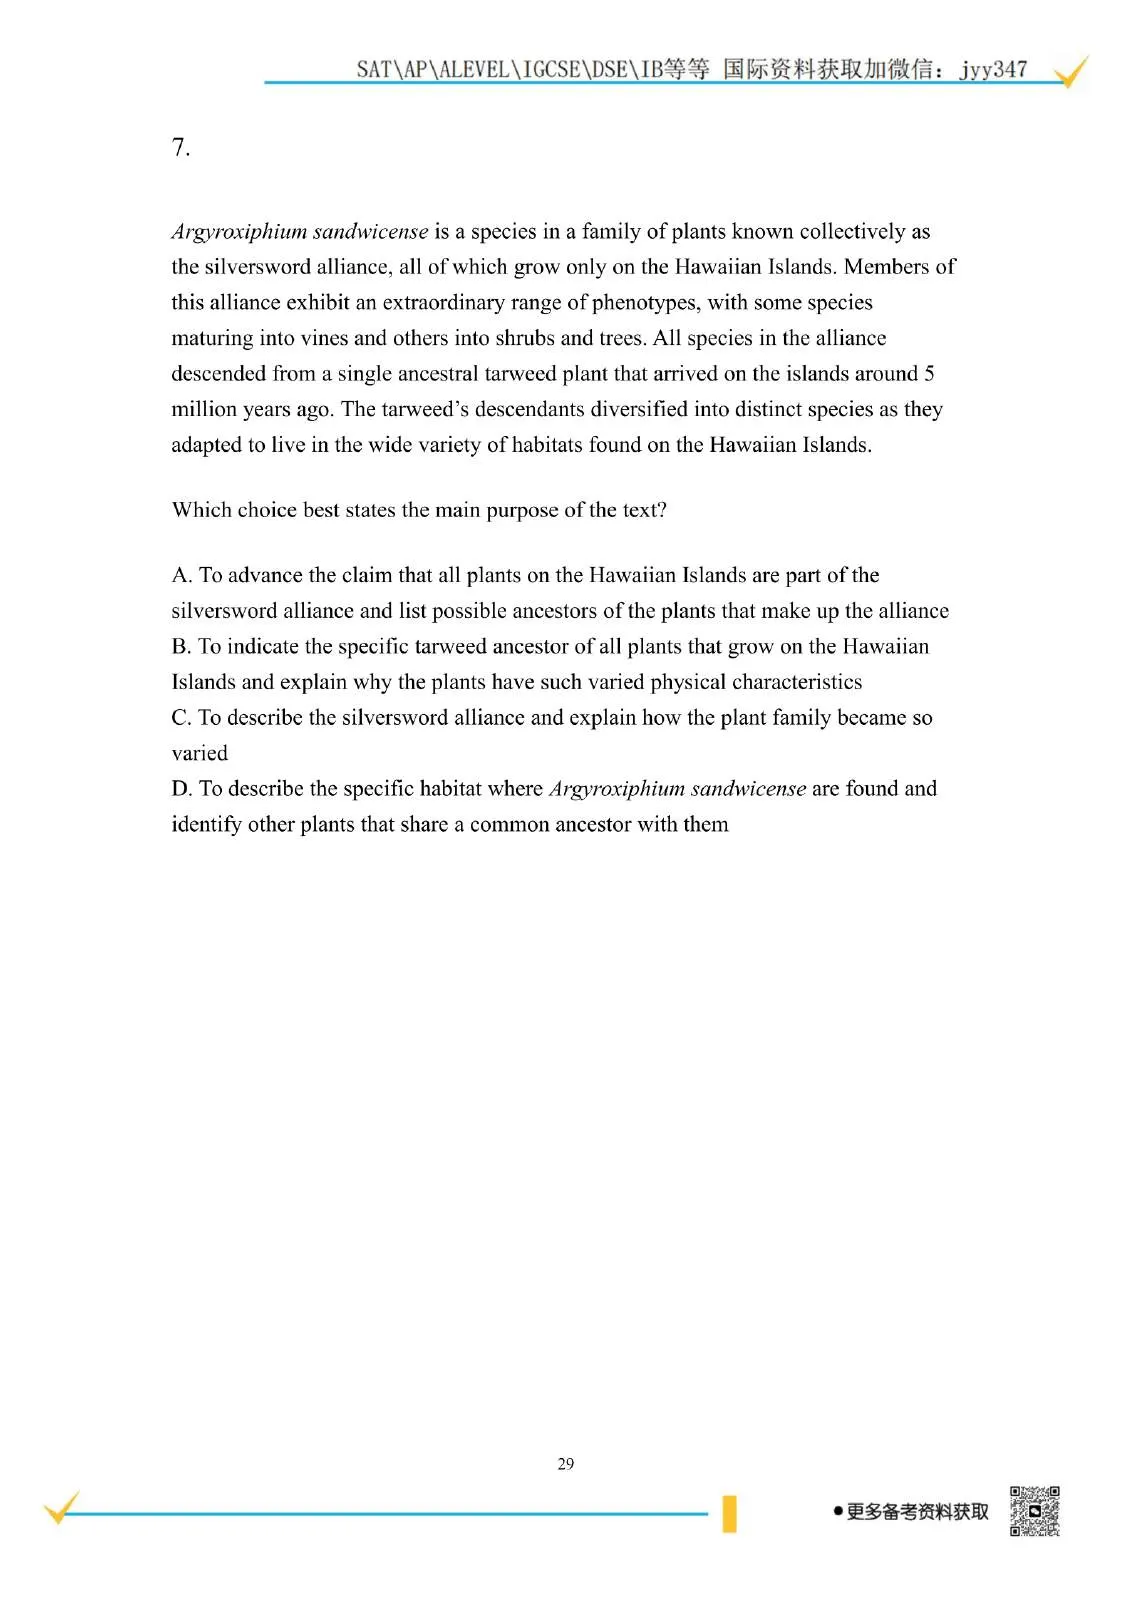 SAT\AP\ALEVEL\IGCSE\DSE\IB等等 国际资料获取加微信：jyy347
7.
Argyroxiphium sandwicense is a species in a family of plants known collectively as
the silversword alliance, all of which grow only on the Hawaiian Islands. Members of
this alliance exhibit an extraordinary range of phenotypes, with some species
maturing into vines and others into shrubs and trees. All species in the alliance
descended from a single ancestral tarweed plant that arrived on the islands around 5
million years ago. The tarweed’s descendants diversified into distinct species as they
adapted to live in the wide variety of habitats found on the Hawaiian Islands.
Which choice best states the main purpose of the text?
A. To advance the claim that all plants on the Hawaiian Islands are part of the
silversword alliance and list possible ancestors of the plants that make up the alliance
B. To indicate the specific tarweed ancestor of all plants that grow on the Hawaiian
Islands and explain why the plants have such varied physical characteristics
C. To describe the silversword alliance and explain how the plant family became so
varied
D. To describe the specific habitat where Argyroxiphium sandwicense are found and
identify other plants that share a common ancestor with them
29
●更多备考资料获取